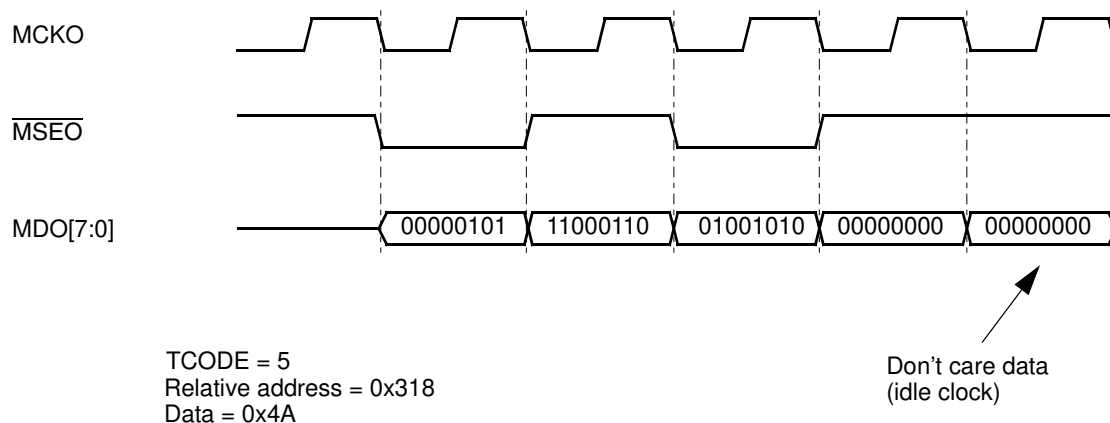 MCKO
MSEO
MDO[7:0]
00000101 11000110 01001010 00000000 00000000
TCODE = 5
Relative address = 0x318
Data = 0x4A
Don't care data
(idle clock)